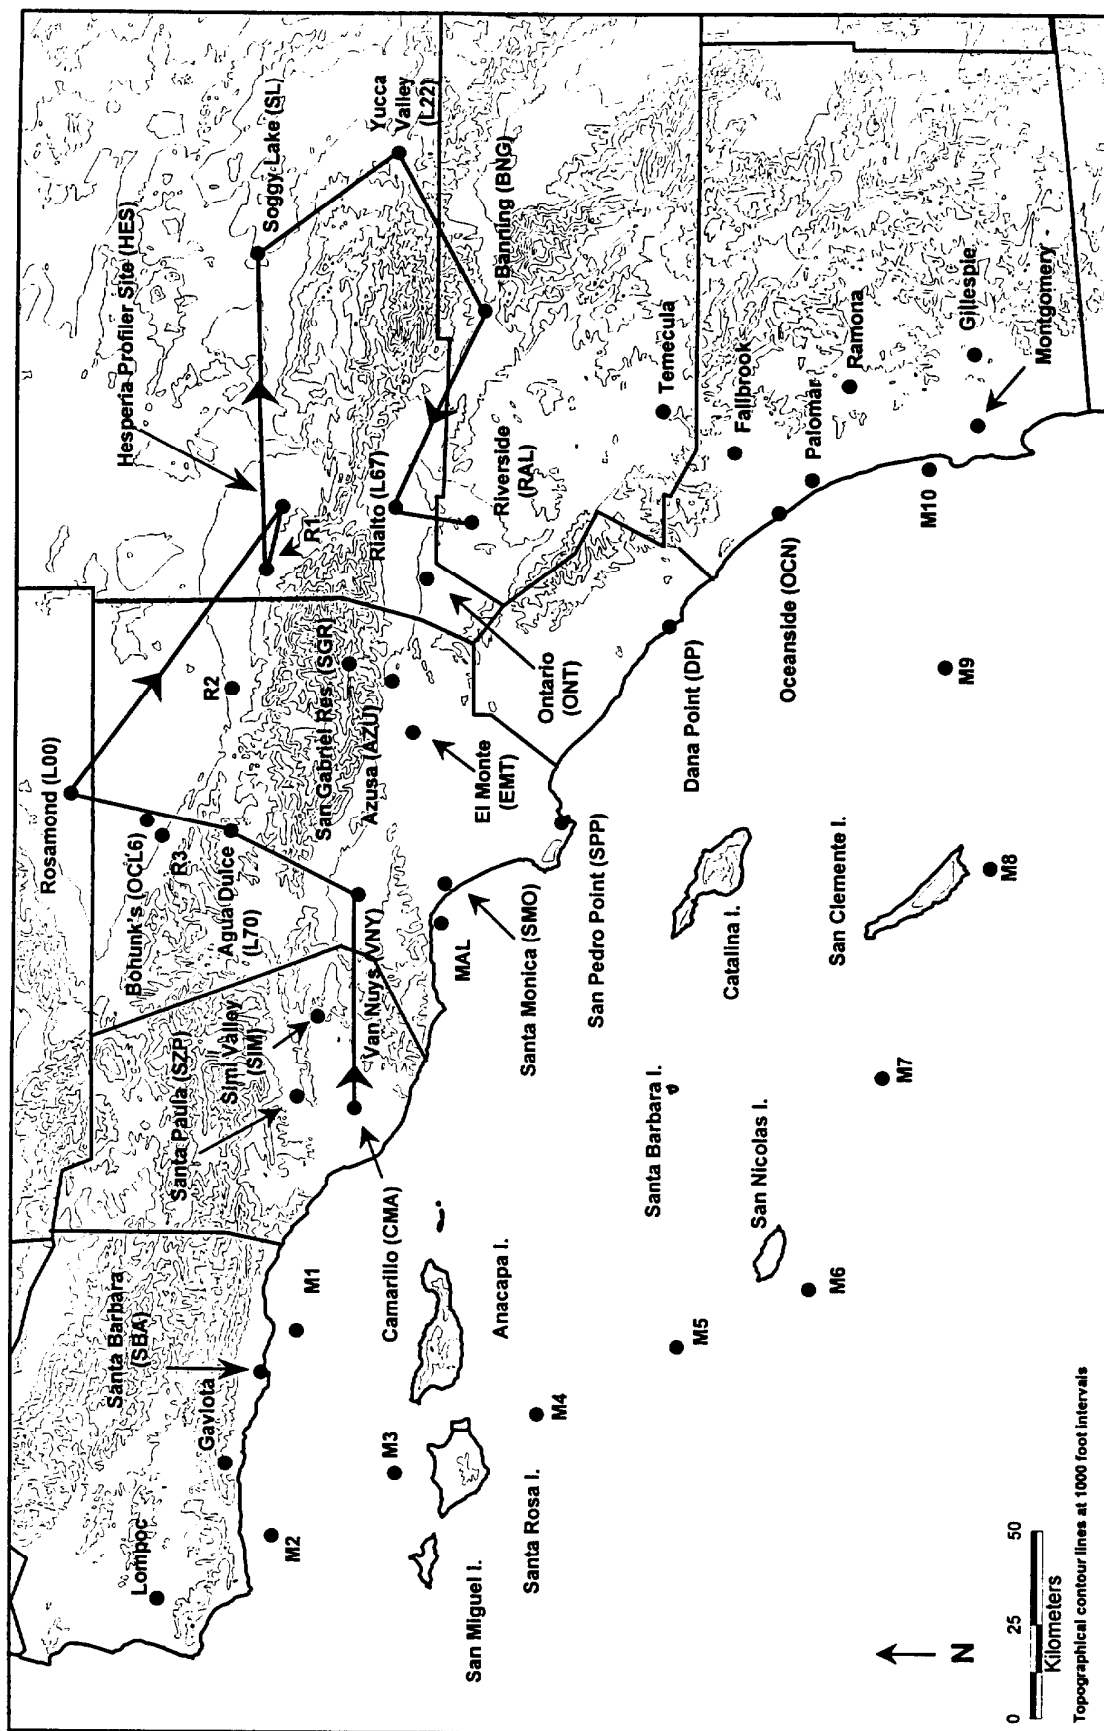 Rosamond (L00)
Hesperia Profiler Site (HES)
Soggy Lake (SL)
Yucca
Valley
(L22)
Banning (BNG)
R1
Rialto (L67)
Riverside
(RAL)
Temecula
Fallbrook
Palomar
Ramona
Gillespie
Montgomery
M10
Oceanside (OCN)
M9
Dana Point (DP)
Ontario
(ONT)
R2
San Gabriel Res. (SGR)
Azusa (AZU)
El Monte
(EMT)
Bohunk's (OCL6)
R3
Agua Dulce
(L70)
Van Nuys (VNY)
MAL
Santa Monica (SMO)
San Pedro Point (SPP)
Catalina I.
San Clemente I.
M8
Santa Paula (SZP)
Simi Valley
(SIM)
Camarillo (CMA)
Santa Barbara I.
San Nicolas I.
M7
M6
M5
Santa Barbara
(SBA)
Gaviota
Lompoc
M1
M2
M3
M4
Anacapa I.
Santa Rosa I.
San Miguel I.
N
0 25 50
Kilometers
Topographical contour lines at 1000 foot intervals